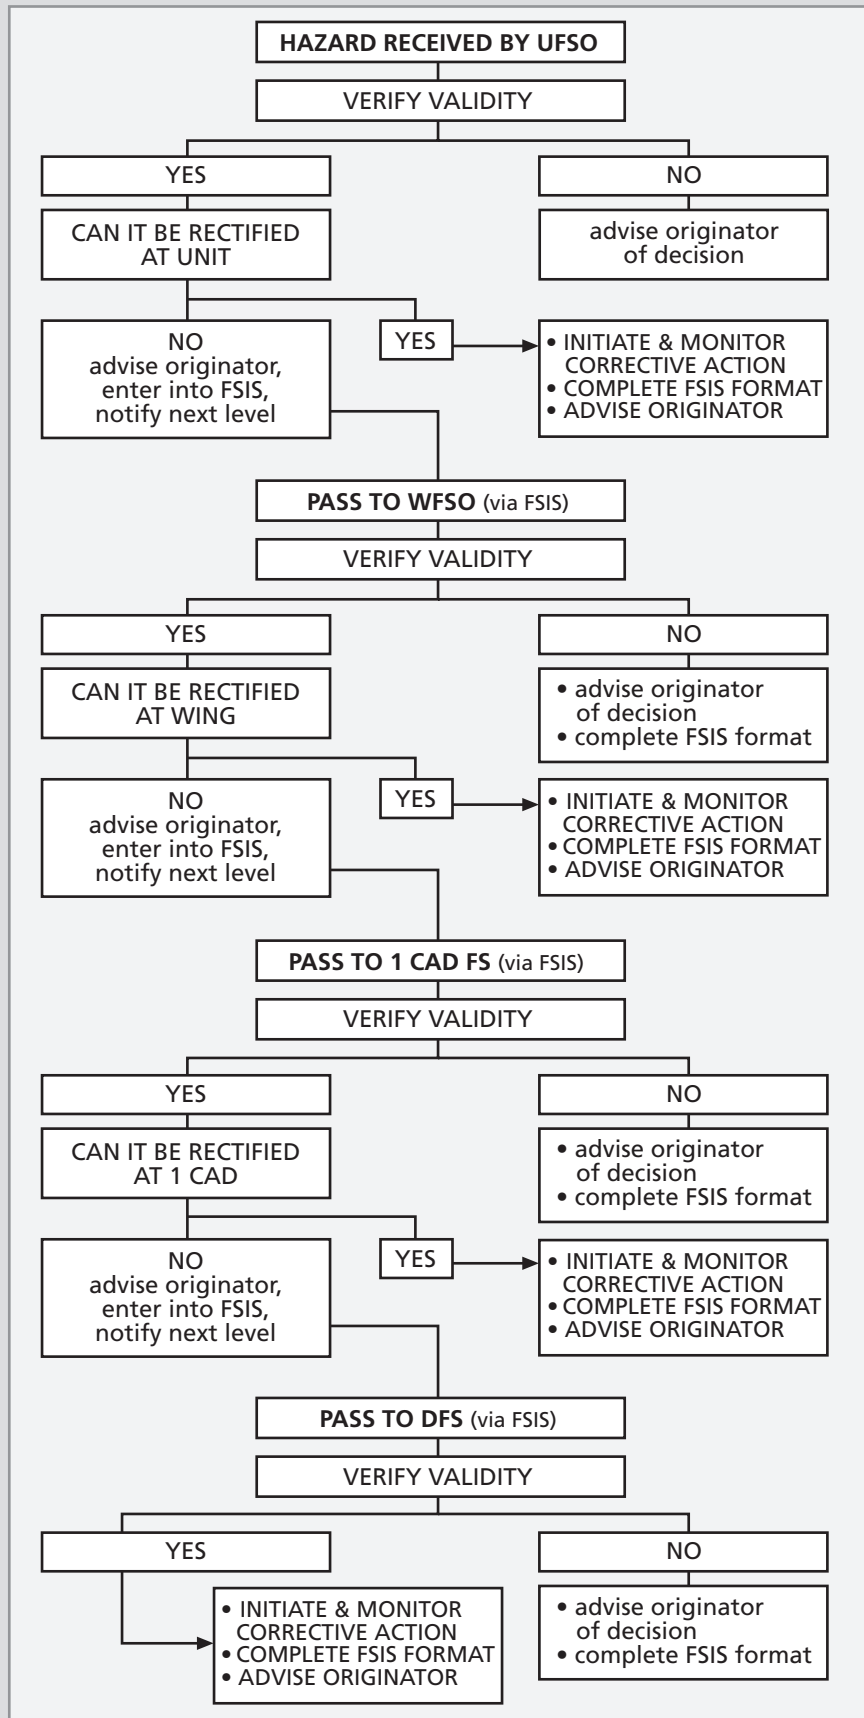 HAZARD RECEIVED BY UFSO
VERIFY VALIDITY
YES
NO
CAN IT BE RECTIFIED
AT UNIT
advise originator
of decision
NO
advise originator,
enter into FSIS,
notify next level
YES
• INITIATE & MONITOR
CORRECTIVE ACTION
• COMPLETE FSIS FORMAT
• ADVISE ORIGINATOR
PASS TO WFSO (via FSIS)
VERIFY VALIDITY
YES
NO
CAN IT BE RECTIFIED
AT WING
• advise originator
of decision
• complete FSIS format
NO
advise originator,
enter into FSIS,
notify next level
YES
• INITIATE & MONITOR
CORRECTIVE ACTION
• COMPLETE FSIS FORMAT
• ADVISE ORIGINATOR
PASS TO 1 CAD FS (via FSIS)
VERIFY VALIDITY
YES
NO
CAN IT BE RECTIFIED
AT 1 CAD
• advise originator
of decision
• complete FSIS format
NO
advise originator,
enter into FSIS,
notify next level
YES
• INITIATE & MONITOR
CORRECTIVE ACTION
• COMPLETE FSIS FORMAT
• ADVISE ORIGINATOR
PASS TO DFS (via FSIS)
VERIFY VALIDITY
YES
NO
• INITIATE & MONITOR
CORRECTIVE ACTION
• COMPLETE FSIS FORMAT
• ADVISE ORIGINATOR
• advise originator
of decision
• complete FSIS format